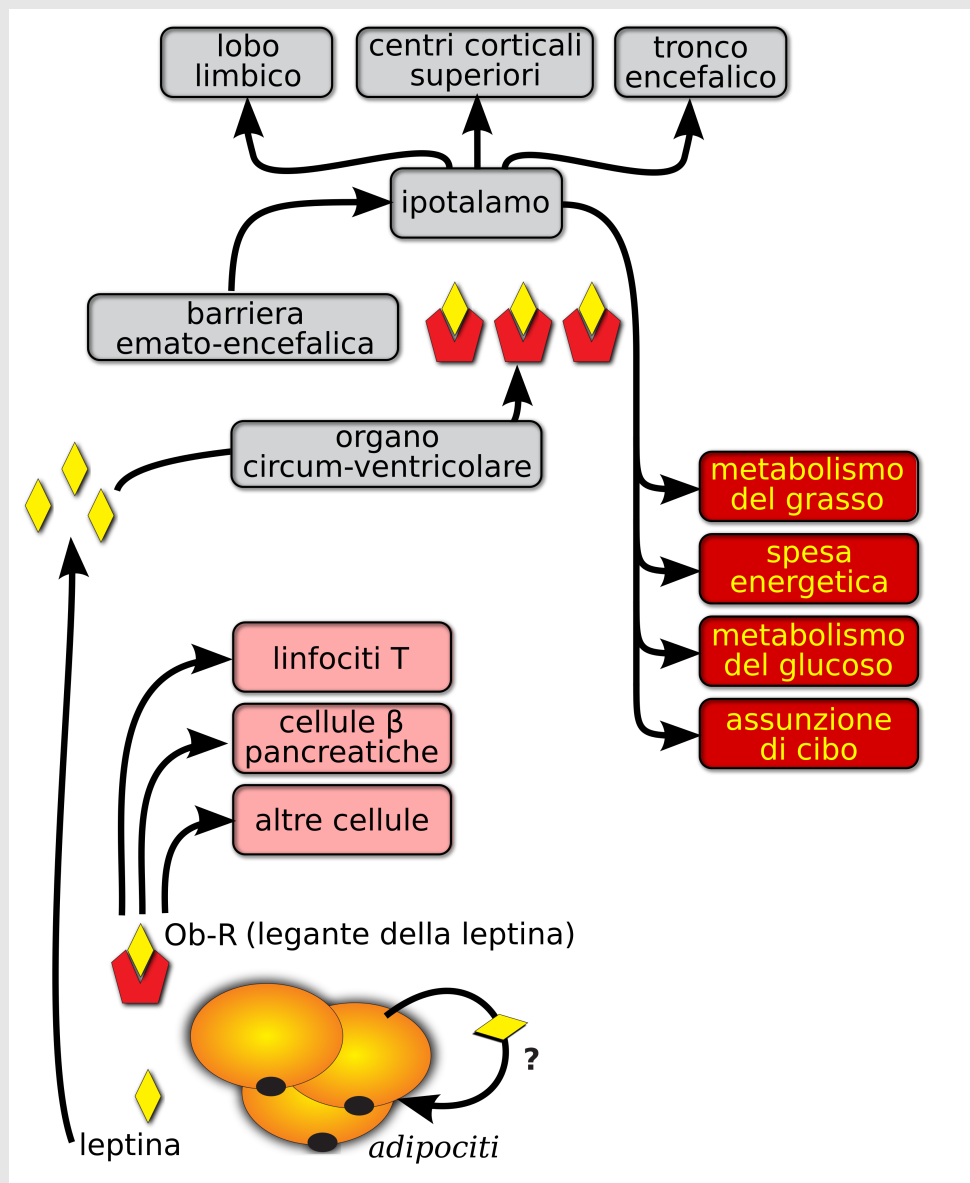 lobo
limbico
centri corticali
superiori
tronco
encefalico
ipotalamo
barriera
emato-encefalica
organo
circum-ventricolare
metabolismo
del grasso
spesa
energetica
metabolismo
del glucoso
assunzione
di cibo
linfociti T
cellule β
pancreatiche
altre cellule
Ob-R (legante della leptina)
?
leptina
adipociti